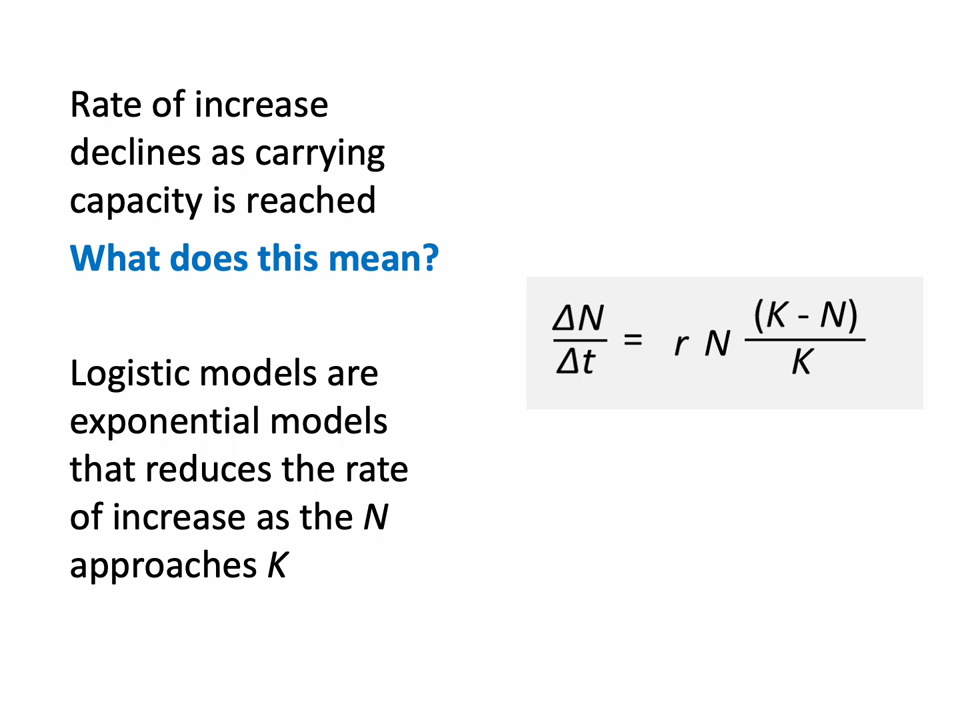 Rate of increase
declines as carrying
capacity is reached
What does this mean?
Logistic models are
exponential models
that reduces the rate
of increase as the N
approaches K
ΔN/Δt = r N (K - N)/K